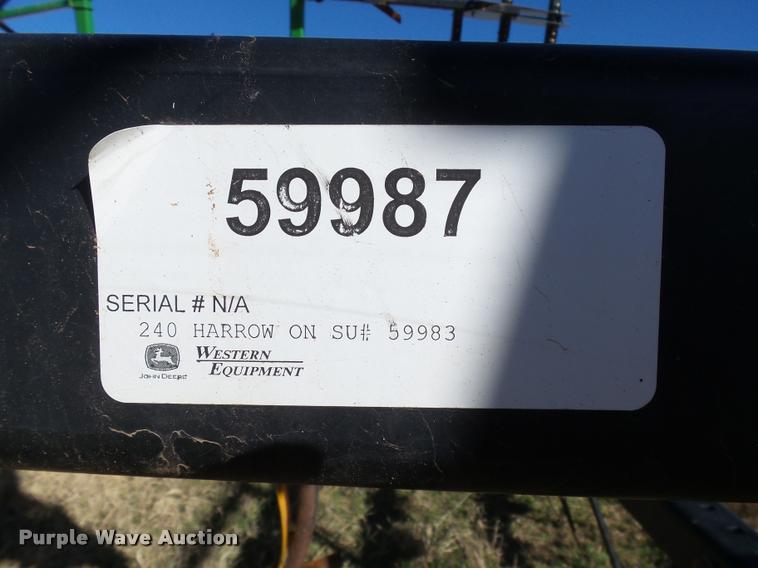 59987
SERIAL # N/A
240 HARROW ON SU# 59983
JOHN DEERE
WESTERN
EQUIPMENT
Purple Wave Auction